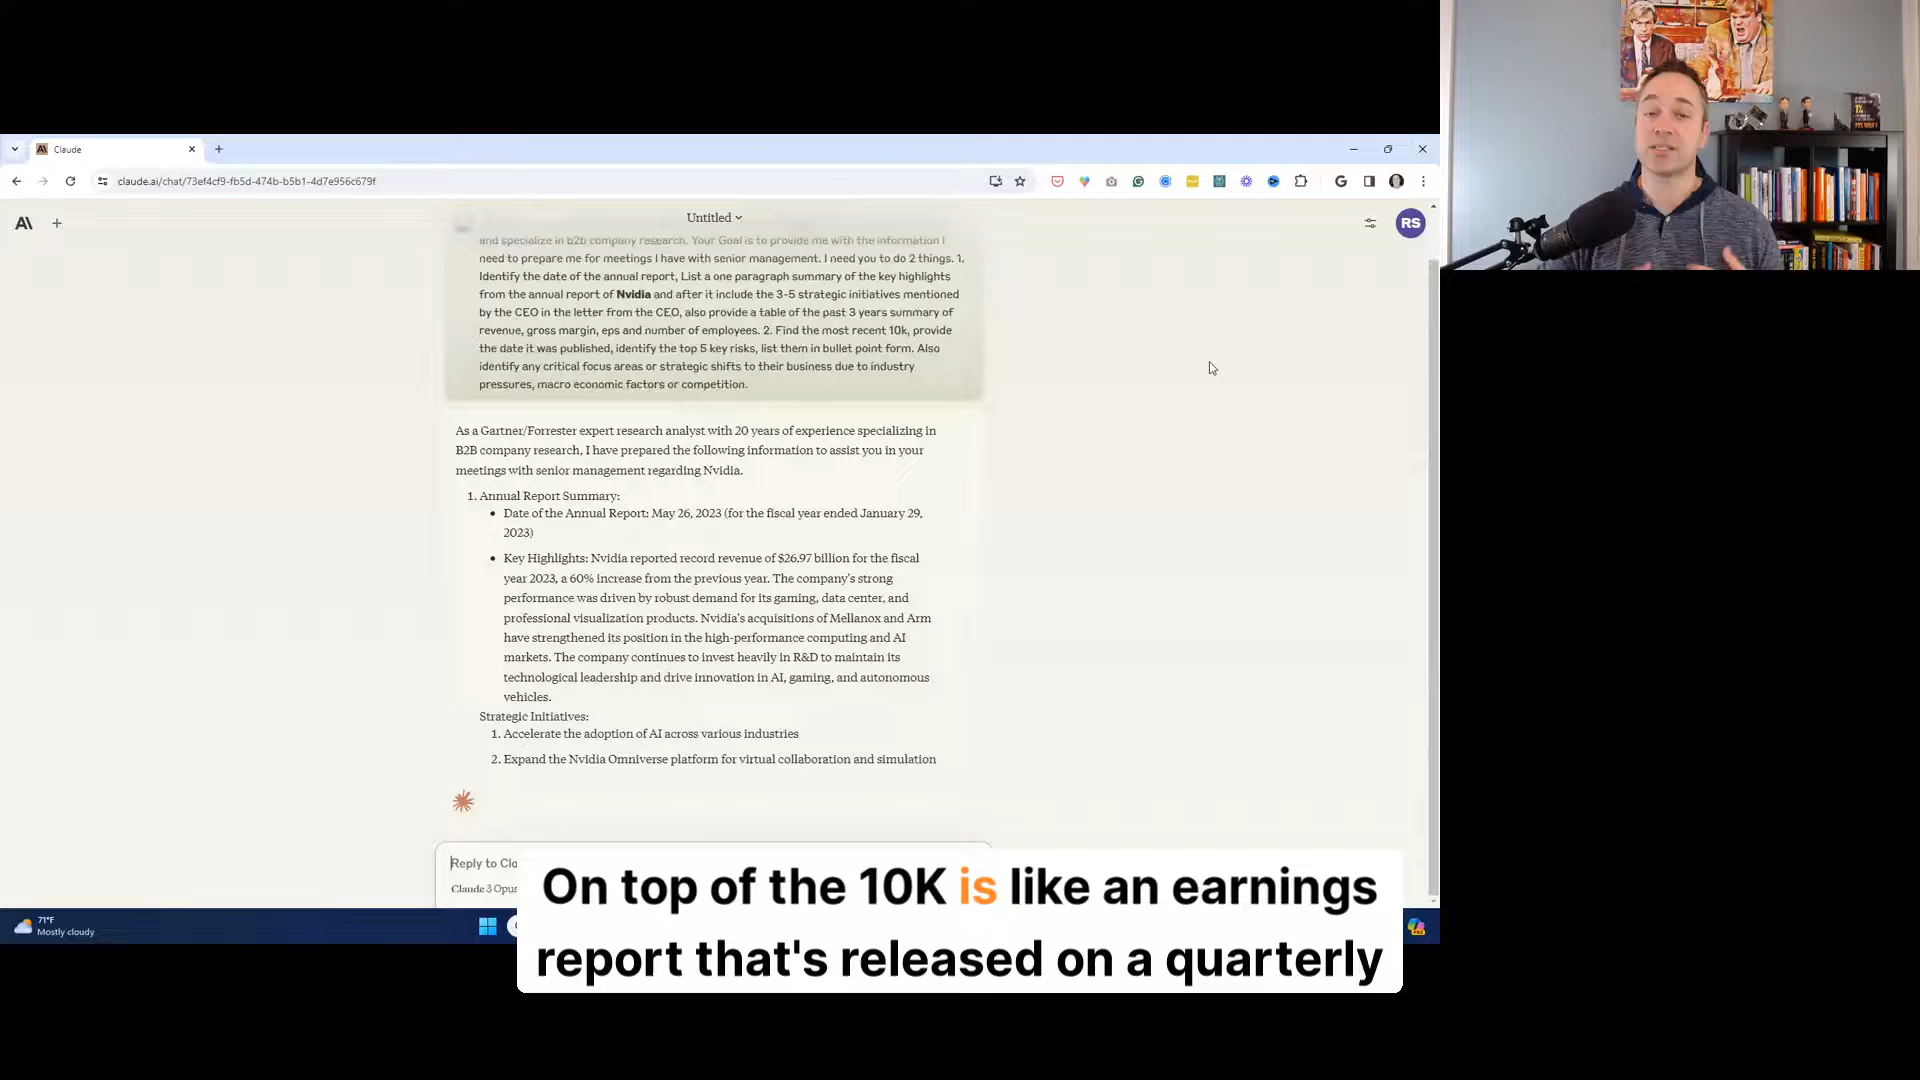 Claude
claude.ai/chat/73ef4cf9-fb5d-474b-b5b1-4d7e956c679f
Untitled
RS
and specialize in b2b company research. Your Goal is to provide me with the information I
need to prepare me for meetings I have with senior management. I need you to do 2 things. 1.
Identify the date of the annual report, List a one paragraph summary of the key highlights
from the annual report of Nvidia and after it include the 3-5 strategic initiatives mentioned
by the CEO in the letter from the CEO, also provide a table of the past 3 years summary of
revenue, gross margin, eps and number of employees. 2. Find the most recent 10k, provide
the date it was published, identify the top 5 key risks, list them in bullet point form. Also
identify any critical focus areas or strategic shifts to their business due to industry
pressures, macro economic factors or competition.
As a Gartner/Forrester expert research analyst with 20 years of experience specializing in
B2B company research, I have prepared the following information to assist you in your
meetings with senior management regarding Nvidia.
1. Annual Report Summary:
• Date of the Annual Report: May 26, 2023 (for the fiscal year ended January 29,
2023)
• Key Highlights: Nvidia reported record revenue of $26.97 billion for the fiscal
year 2023, a 60% increase from the previous year. The company's strong
performance was driven by robust demand for its gaming, data center, and
professional visualization products. Nvidia's acquisitions of Mellanox and Arm
have strengthened its position in the high-performance computing and AI
markets. The company continues to invest heavily in R&D to maintain its
technological leadership and drive innovation in AI, gaming, and autonomous
vehicles.
Strategic Initiatives:
1. Accelerate the adoption of AI across various industries
2. Expand the Nvidia Omniverse platform for virtual collaboration and simulation
Reply to Cla
Claude 3 Opus
71°F
Mostly cloudy
On top of the 10K is like an earnings
report that's released on a quarterly